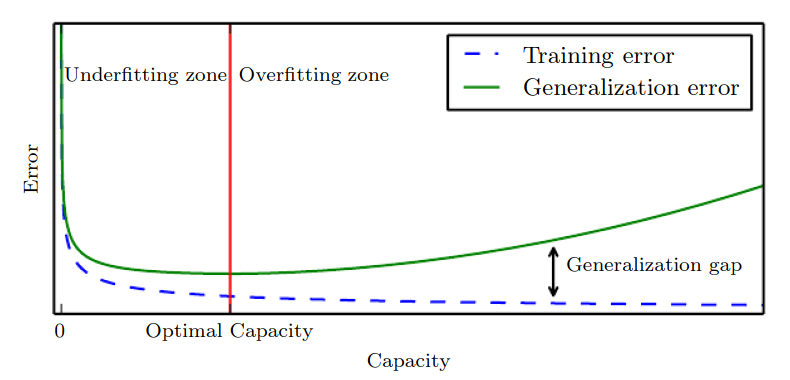 Underfitting zone
Overfitting zone
Training error
Generalization error
Error
Generalization gap
0
Optimal Capacity
Capacity